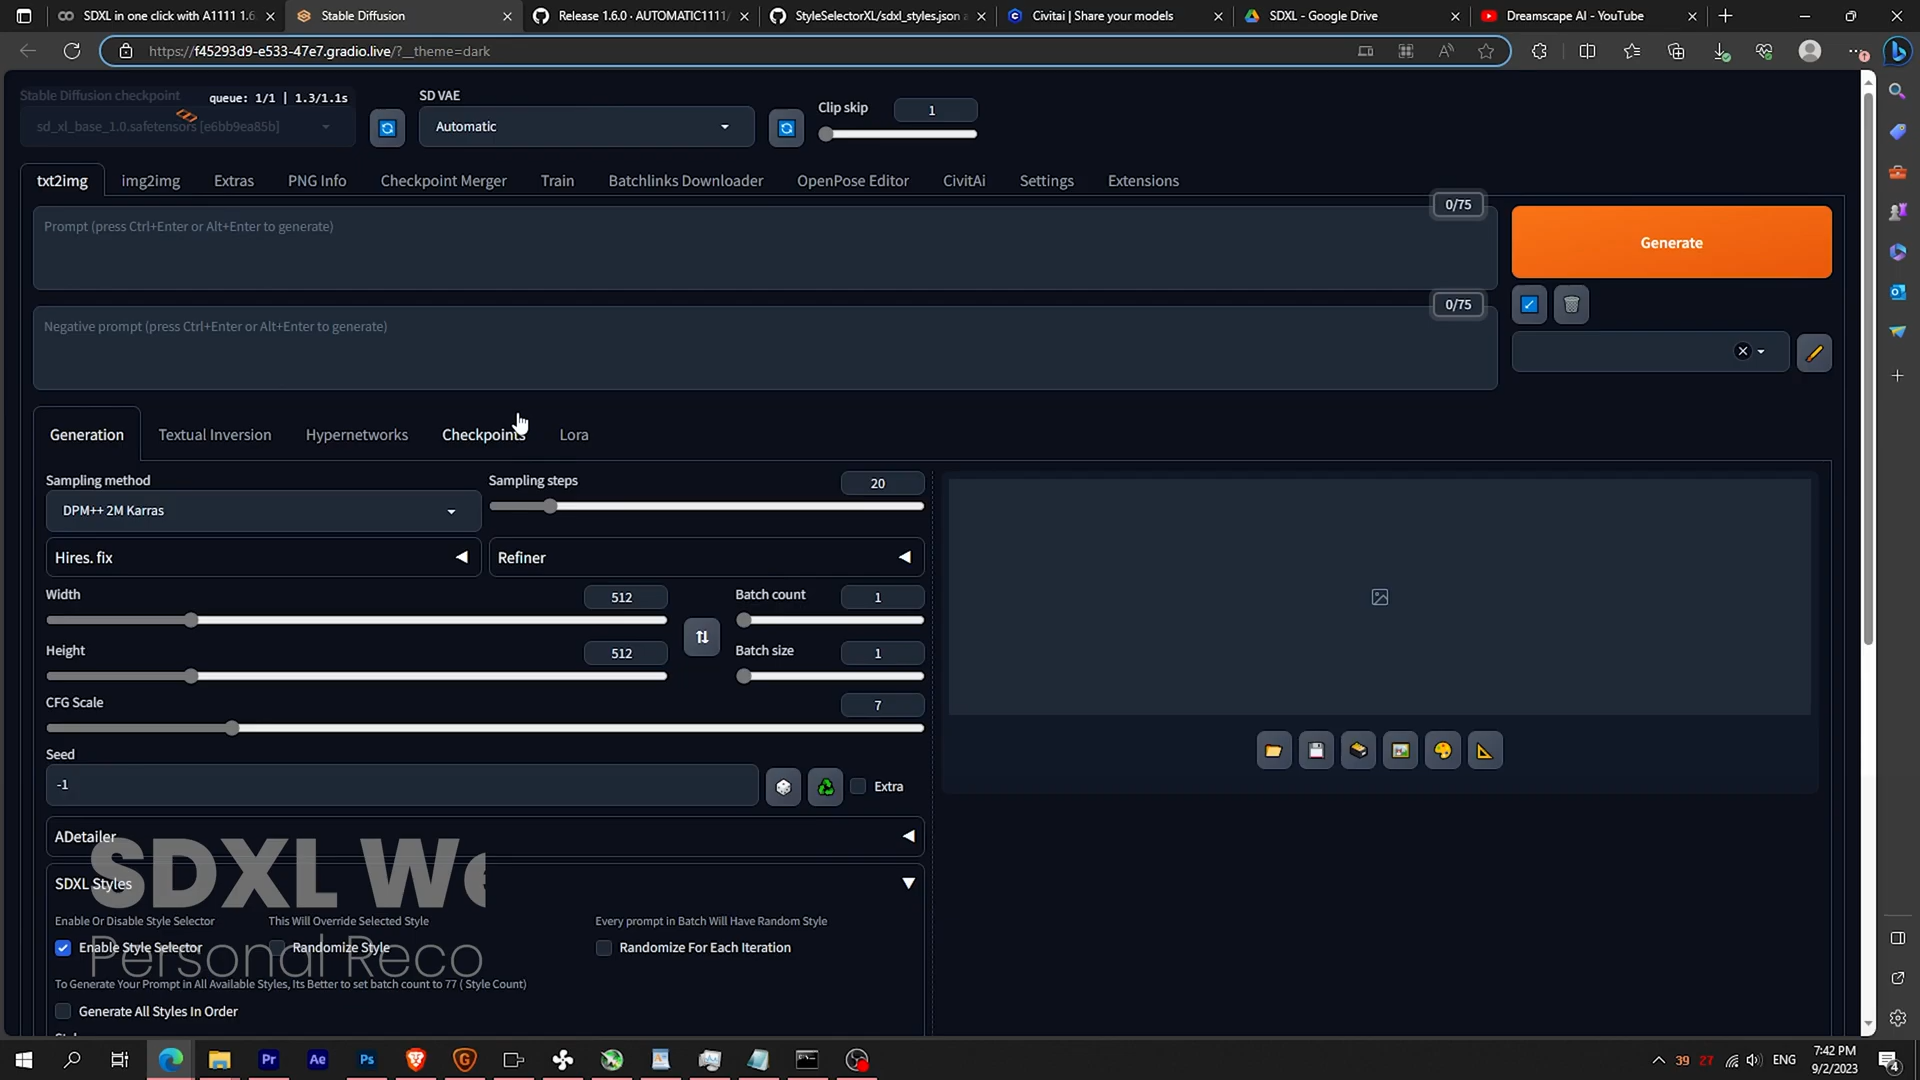 SDXL in one click with A1111 1.6.
Stable Diffusion
Release 1.6.0 · AUTOMATIC1111/
StyleSelectorXL/sdxl_styles.json
Civitai | Share your models
SDXL - Google Drive
Dreamscape AI - YouTube
https://f45293d9-e533-47e7.gradio.live/?__theme=dark
Stable Diffusion checkpoint
queue: 1/1 | 1.3/1.1s
sd_xl_base_1.0.safetensors [e6bb9ea85b]
SD VAE
Automatic
Clip skip
1
txt2img
img2img
Extras
PNG Info
Checkpoint Merger
Train
Batchlinks Downloader
OpenPose Editor
CivitAi
Settings
Extensions
0/75
Prompt (press Ctrl+Enter or Alt+Enter to generate)
Generate
0/75
Negative prompt (press Ctrl+Enter or Alt+Enter to generate)
Generation
Textual Inversion
Hypernetworks
Checkpoints
Lora
Sampling method
DPM++ 2M Karras
Sampling steps
20
Hires. fix
Refiner
Width
512
Batch count
1
Height
512
Batch size
1
CFG Scale
7
Seed
-1
Extra
ADetailer
SDXL We
SDXL Styles
Enable Or Disable Style Selector
This Will Override Selected Style
Every prompt in Batch Will Have Random Style
Enable Style Selector
Randomize Style
Randomize For Each Iteration
Personal Reco
To Generate Your Prompt in All Available Styles, Its Better to set batch count to 77 ( Style Count)
Generate All Styles In Order
Pr
Ae
Ps
39
27
ENG
7:42 PM
9/2/2023
4